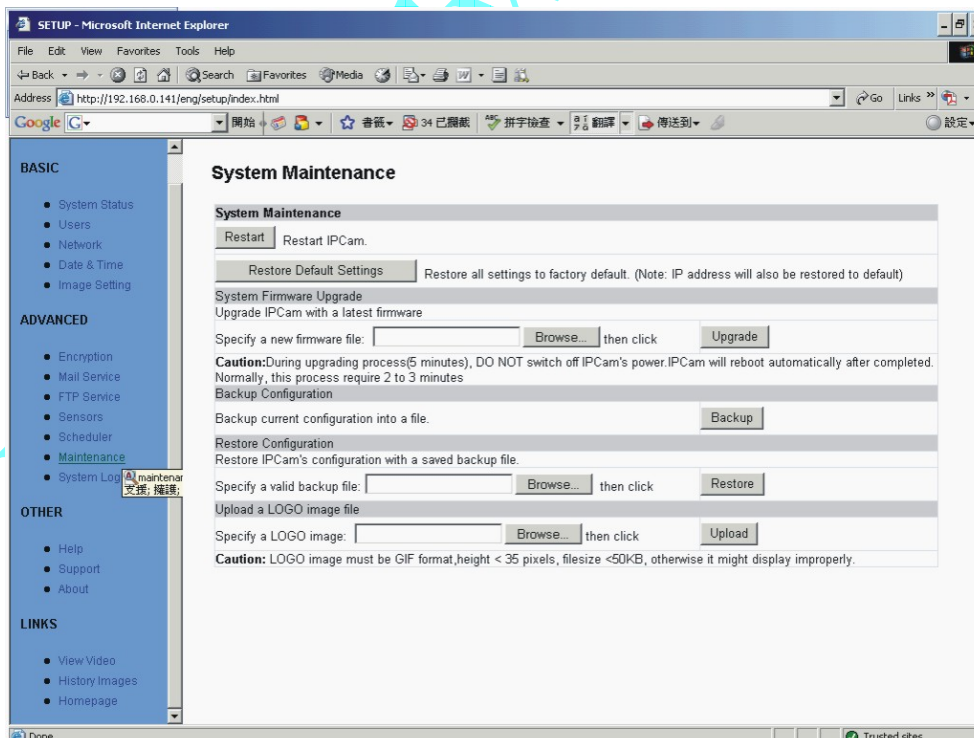 SETUP - Microsoft Internet Explorer
File Edit View Favorites Tools Help
Back Search Favorites Media
Address http://192.168.0.141/eng/setup/index.html Go Links »
Google G 開始 書籤 34 已攔截 拼字檢查 翻譯 傳送到 設定
BASIC
System Status
Users
Network
Date & Time
Image Setting
ADVANCED
Encryption
Mail Service
FTP Service
Sensors
Scheduler
Maintenance
System Log
maintenan
支援; 擁護;
OTHER
Help
Support
About
LINKS
View Video
History Images
Homepage
System Maintenance
System Maintenance
Restart Restart IPCam.
Restore Default Settings Restore all settings to factory default. (Note: IP address will also be restored to default)
System Firmware Upgrade
Upgrade IPCam with a latest firmware
Specify a new firmware file: Browse... then click Upgrade
Caution:During upgrading process(5 minutes), DO NOT switch off IPCam's power.IPCam will reboot automatically after completed.
Normally, this process require 2 to 3 minutes
Backup Configuration
Backup current configuration into a file. Backup
Restore Configuration
Restore IPCam's configuration with a saved backup file.
Specify a valid backup file: Browse... then click Restore
Upload a LOGO image file
Specify a LOGO image: Browse... then click Upload
Caution: LOGO image must be GIF format,height < 35 pixels, filesize <50KB, otherwise it might display improperly.
Done Trusted sites